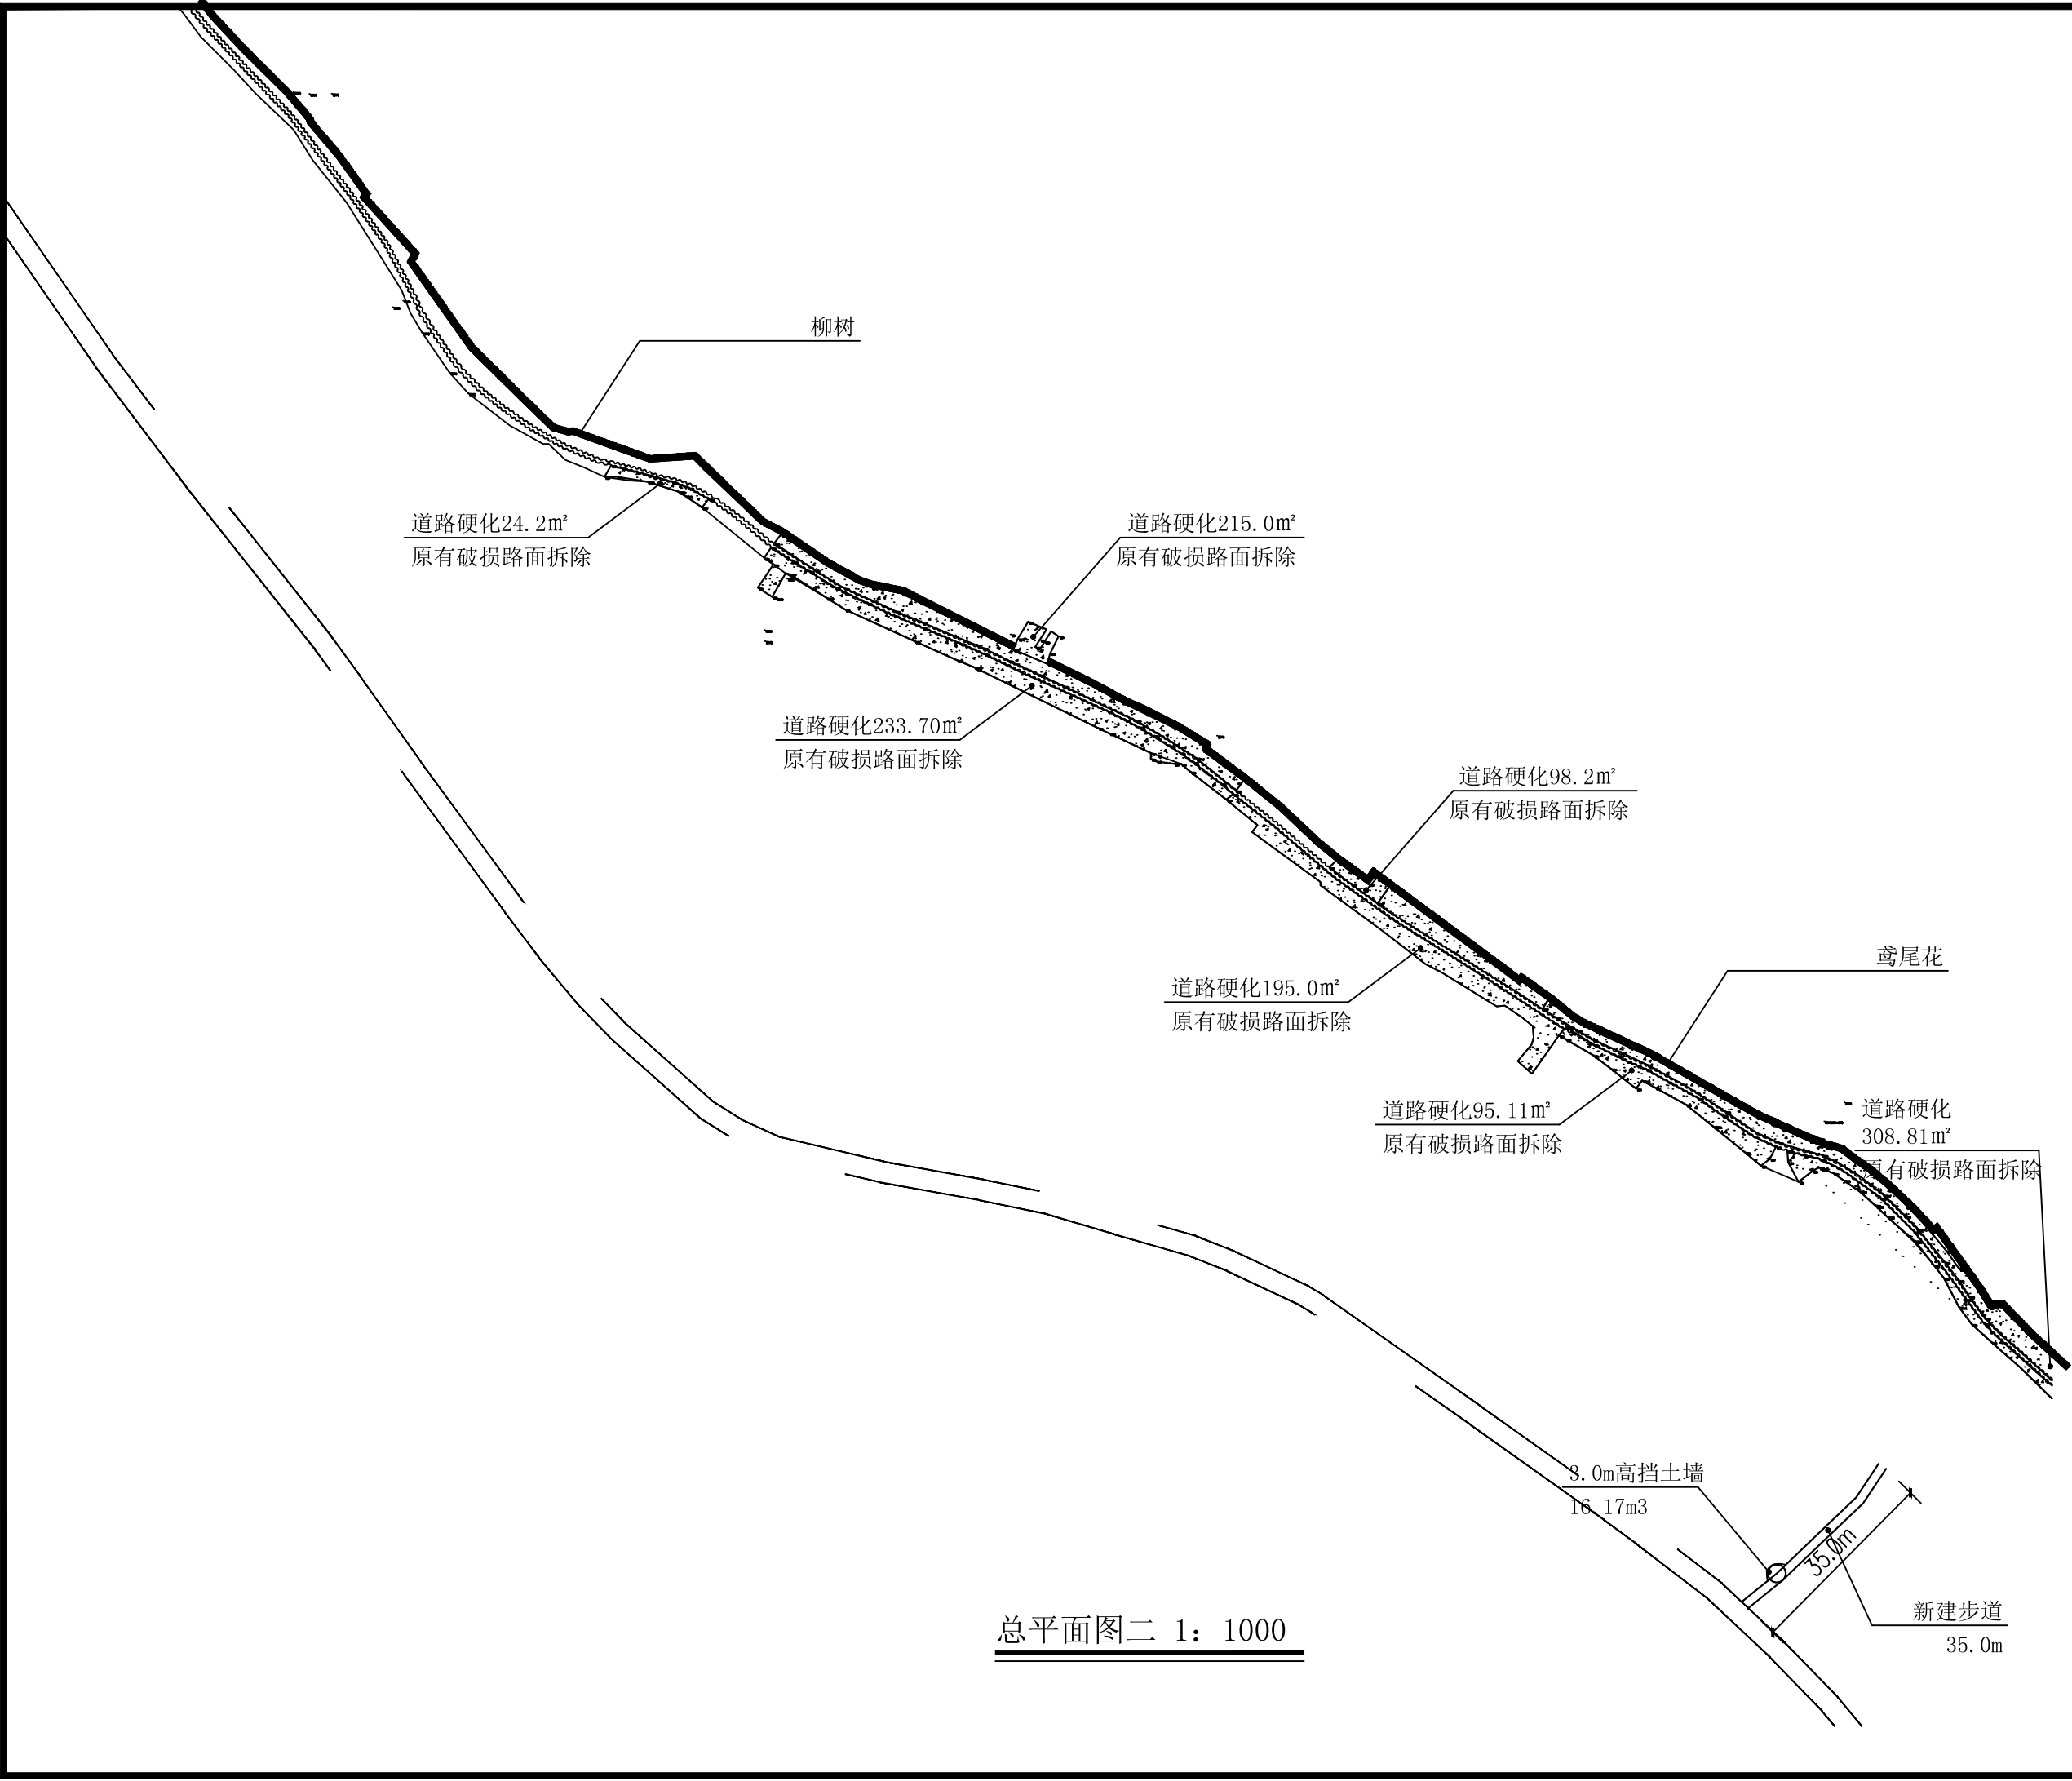 柳树
道路硬化24.2㎡
原有破损路面拆除
道路硬化215.0㎡
原有破损路面拆除
道路硬化233.70㎡
原有破损路面拆除
道路硬化98.2㎡
原有破损路面拆除
鸢尾花
道路硬化195.0㎡
原有破损路面拆除
道路硬化95.11㎡
原有破损路面拆除
道路硬化
308.81㎡
原有破损路面拆除
3.0m高挡土墙
16.17m3
35.0m
新建步道
35.0m
总平面图二 1：1000